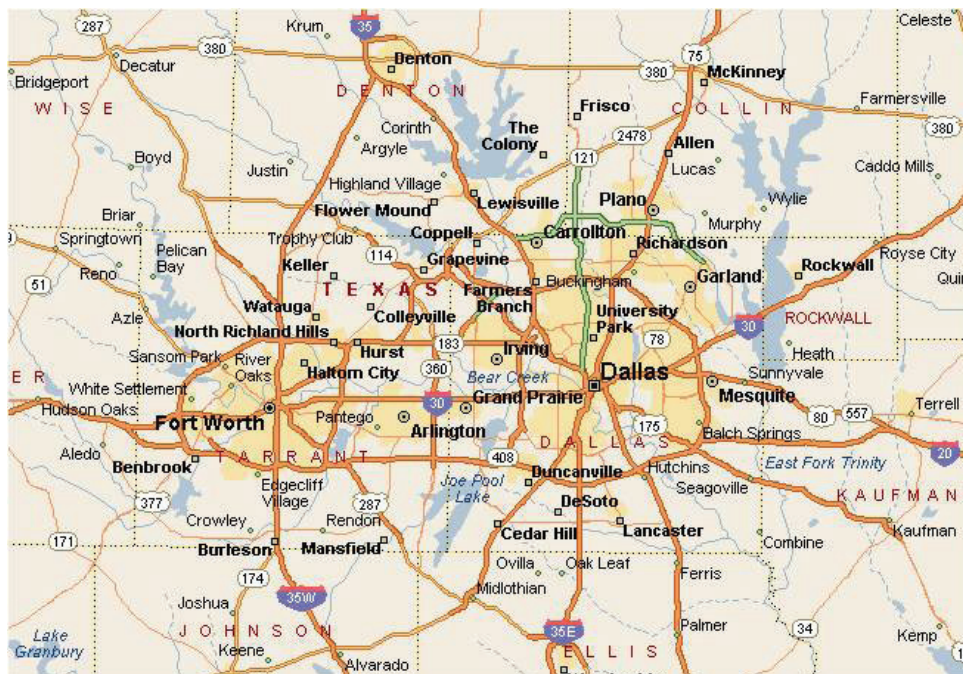 287
Krum
35
Celeste
380
Decatur
Denton
75
380
McKinney
Bridgeport
WISE
DENTON
COLLIN
Frisco
Farmersville
380
Corinth
The
Colony
2478
Argyle
Allen
121
Boyd
Justin
Lucas
Caddo Mills
Highland Village
Lewisville
Plano
Wylie
Flower Mound
Murphy
Briar
Trophy Club
Coppell
Carrollton
Richardson
Springtown
Pelican
Bay
114
Grapevine
Royse City
9
Reno
Keller
Buckingham
Garland
Rockwall
51
TEXAS
Farmers
Branch
Watauga
Colleyville
University
Park
Azle
North Richland Hills
30
ROCKWALL
Sansom Park
River
Oaks
Hurst
183
Irving
78
Heath
Haltom City
360
Bear Creek
Dallas
Sunnyvale
ER
White Settlement
Grand Prairie
Mesquite
Hudson Oaks
30
80
557
Terrell
Fort Worth
Pantego
Arlington
175
Balch Springs
Aledo
Benbrook
TARRANT
DALLAS
408
East Fork Trinity
20
Duncanville
Hutchins
Edgecliff
Village
Joe Pool
Lake
Seagoville
KAUFMAN
377
287
DeSoto
Crowley
Rendon
Cedar Hill
Lancaster
Kaufman
171
Burleson
Mansfield
Combine
Ovilla
Oak Leaf
174
Ferris
35W
Midlothian
Joshua
Palmer
34
Kemp
Lake
Granbury
JOHNSON
35E
ELLIS
Keene
Alvarado